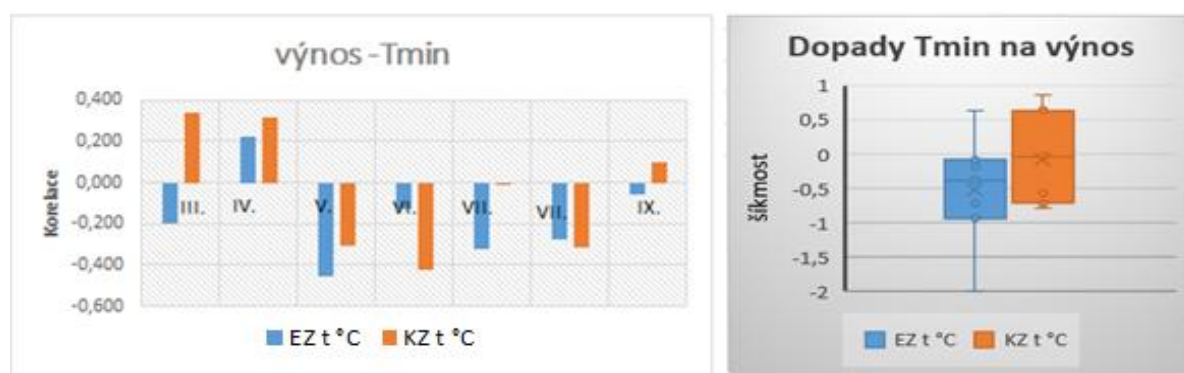 výnos -Tmin
0,400
0,200
0,000
-0,200
-0,400
-0,600
Korelace
III. IV. V. VI. VII. VII. IX.
EZ t °C KZ t °C
Dopady Tmin na výnos
1
0,5
0
-0,5
-1
-1,5
-2
šíkmost
EZ t °C KZ t °C